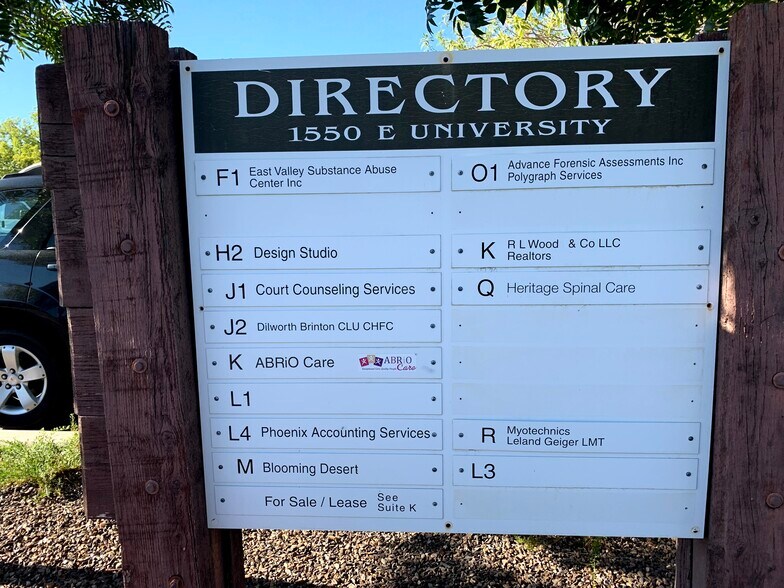 DIRECTORY
1550 E UNIVERSITY
F1 East Valley Substance Abuse
Center Inc
H2 Design Studio
J1 Court Counseling Services
J2 Dilworth Brinton CLU CHFC
K ABRiO Care ABRiO
Care
L1
L4 Phoenix Accounting Services
M Blooming Desert
For Sale / Lease See
Suite K
O1 Advance Forensic Assessments Inc
Polygraph Services
K R L Wood & Co LLC
Realtors
Q Heritage Spinal Care
R Myotechnics
Leland Geiger LMT
L3